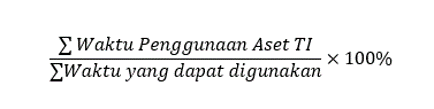 ∑ Waktu Penggunaan Aset TI
∑Waktu yang dapat digunakan
× 100%